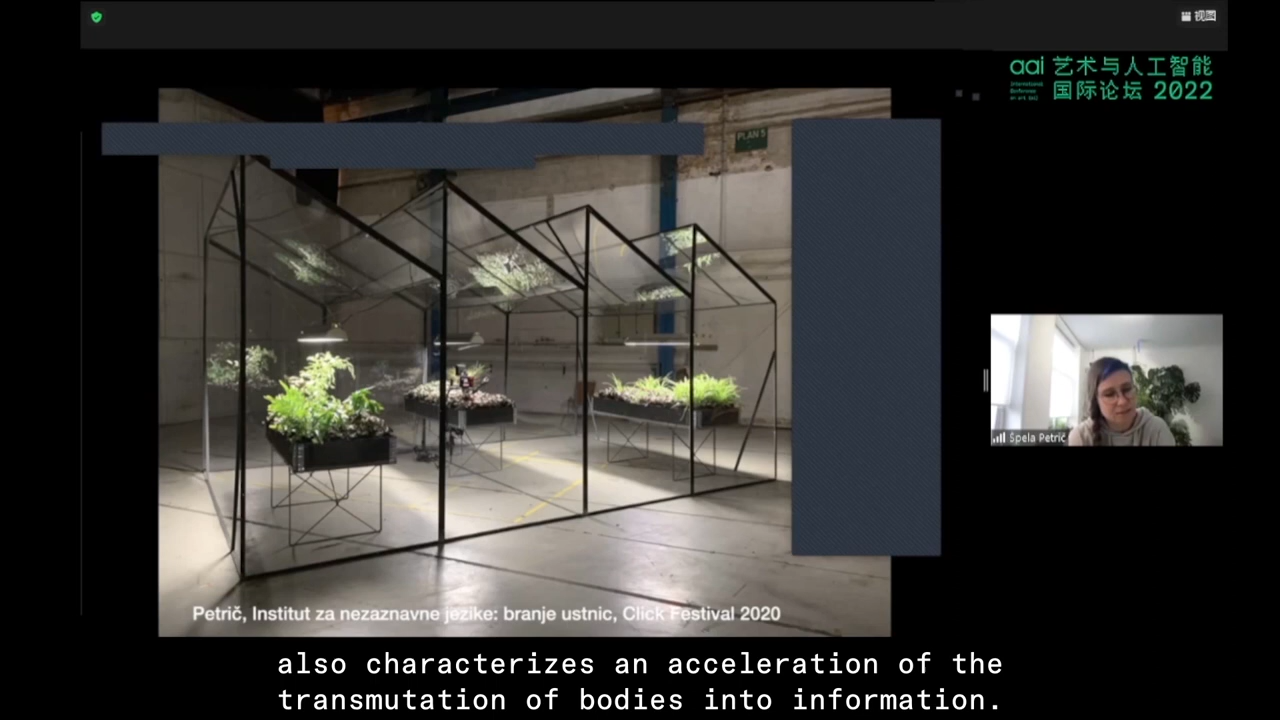 视图
aai 艺术与人工智能
国际论坛 2022
PLAN 5
Špela Petrič
Petrič, Institut za nezaznavne jezike: branje ustnic, Click Festival 2020
also characterizes an acceleration of the
transmutation of bodies into information.